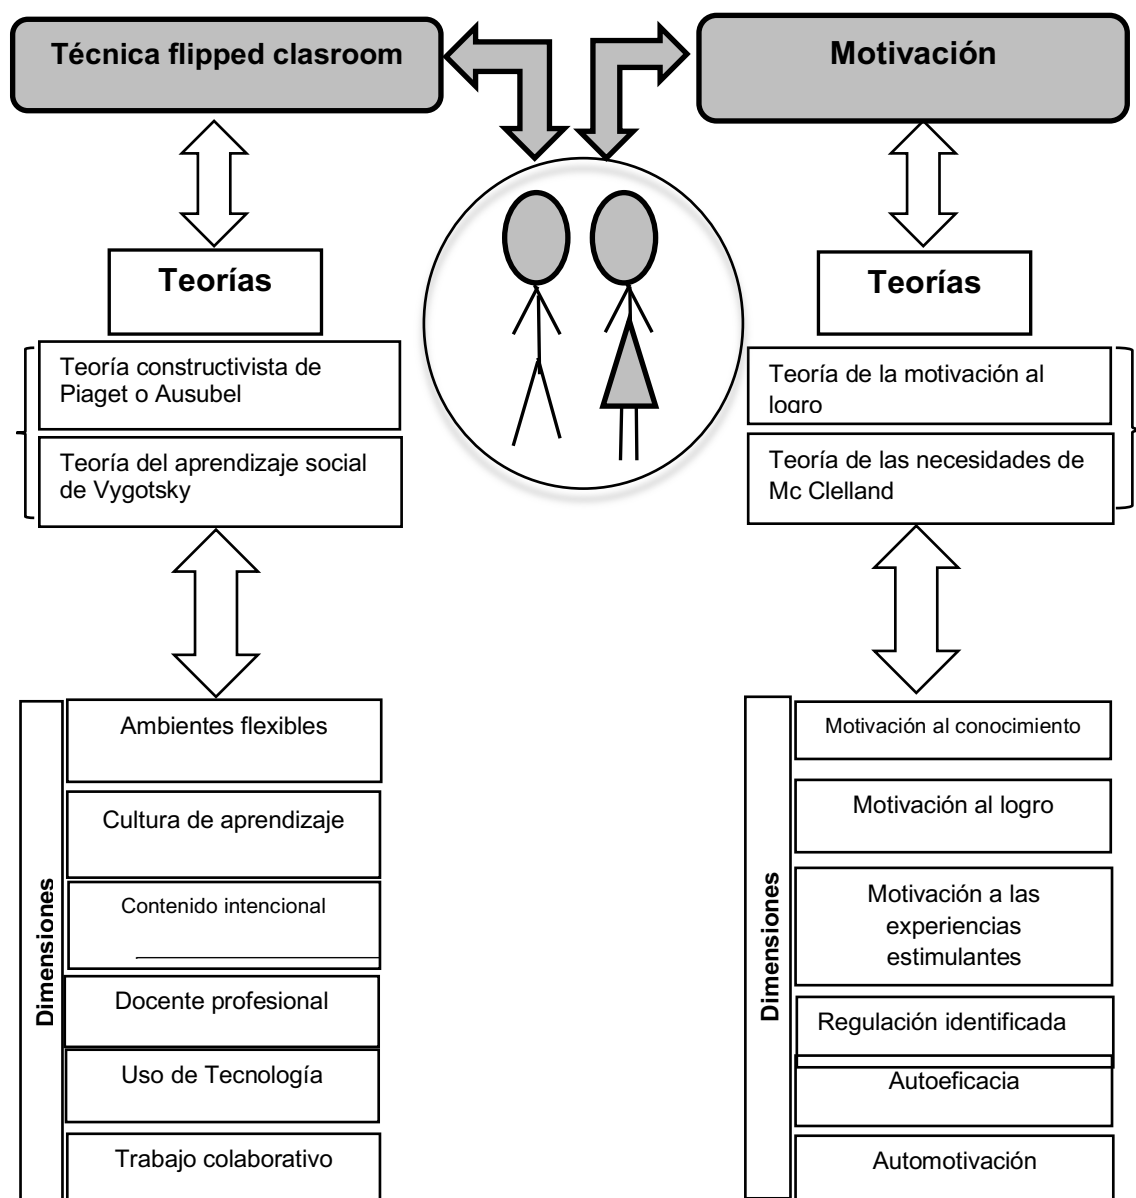 Técnica flipped clasroom
Motivación
Teorías
Teoría constructivista de
Piaget o Ausubel
Teoría del aprendizaje social
de Vygotsky
Teorías
Teoría de la motivación al
logro
Teoría de las necesidades de
Mc Clelland
Dimensiones
Ambientes flexibles
Cultura de aprendizaje
Contenido intencional
Docente profesional
Uso de Tecnología
Trabajo colaborativo
Dimensiones
Motivación al conocimiento
Motivación al logro
Motivación a las
experiencias
estimulantes
Regulación identificada
Autoeficacia
Automotivación